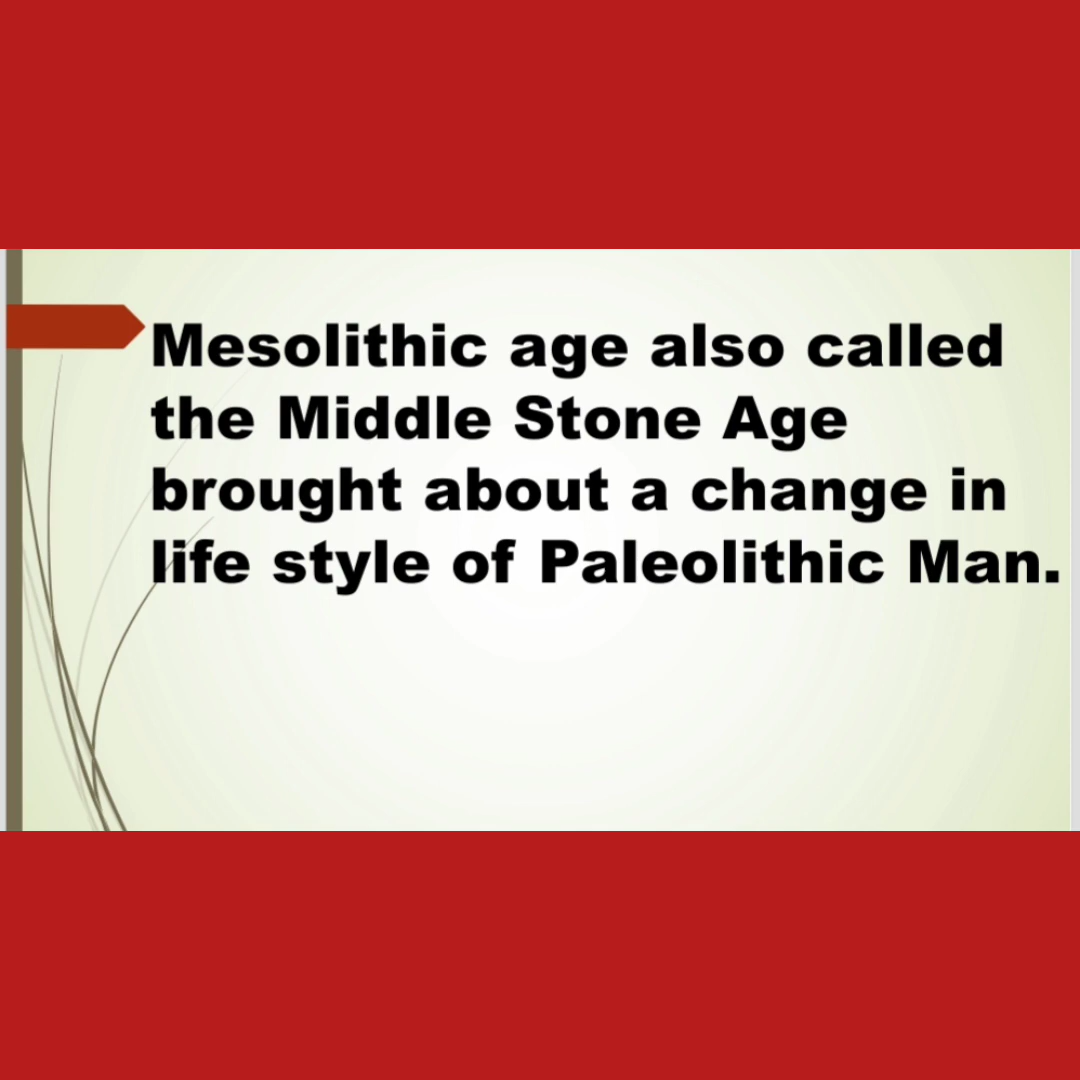 Mesolithic age also called
the Middle Stone Age
brought about a change in
life style of Paleolithic Man.